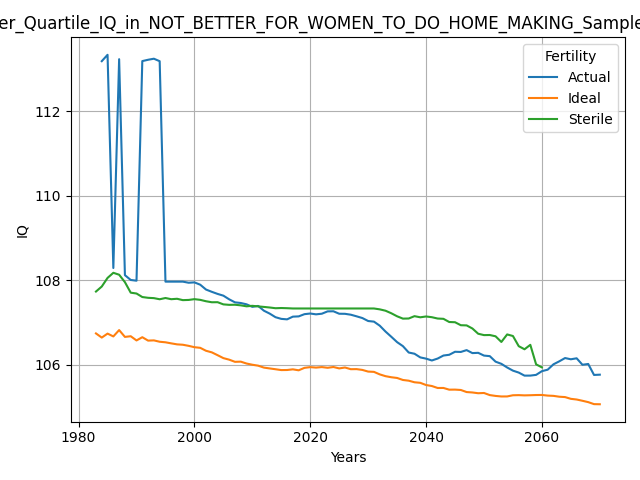 er_Quartile_IQ_in_NOT_BETTER_FOR_WOMEN_TO_DO_HOME_MAKING_Sample
Fertility
Actual
Ideal
Sterile
112
110
108
106
IQ
1980
2000
2020
2040
2060
Years